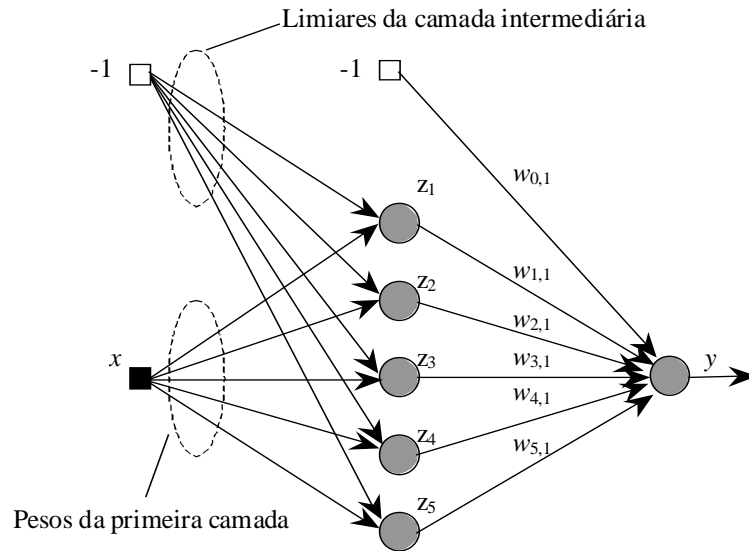 Limiares da camada intermediária
-1
-1
w0,1
z1
w1,1
z2
w2,1
x
z3
w3,1
y
w4,1
z4
w5,1
z5
Pesos da primeira camada